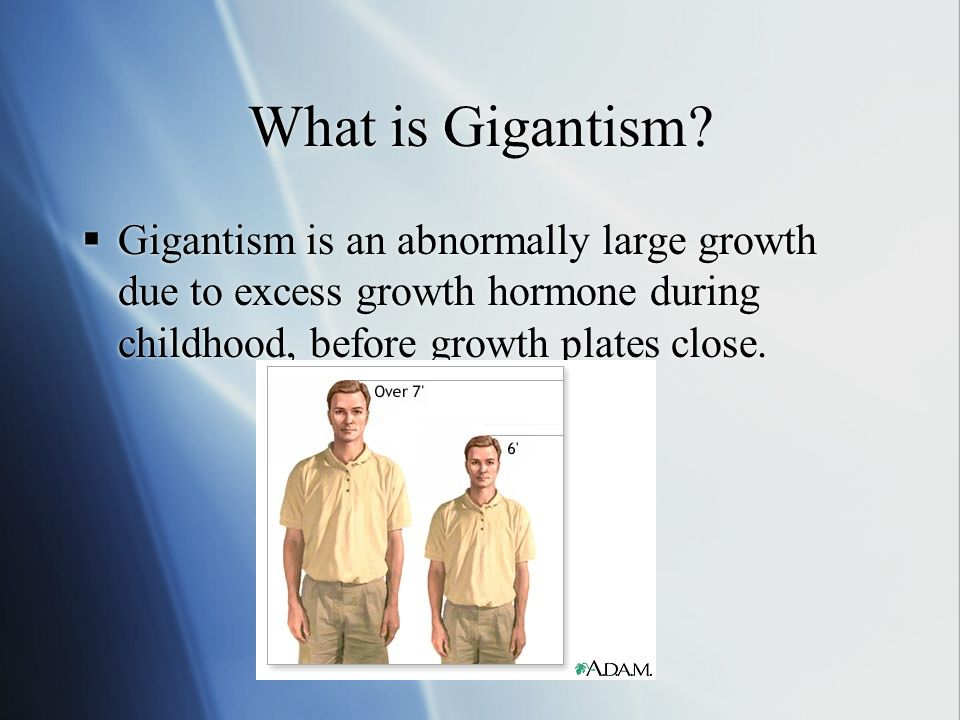 What is Gigantism?
▪ Gigantism is an abnormally large growth
due to excess growth hormone during
childhood, before growth plates close.
Over 7'
6'
A.D.A.M.